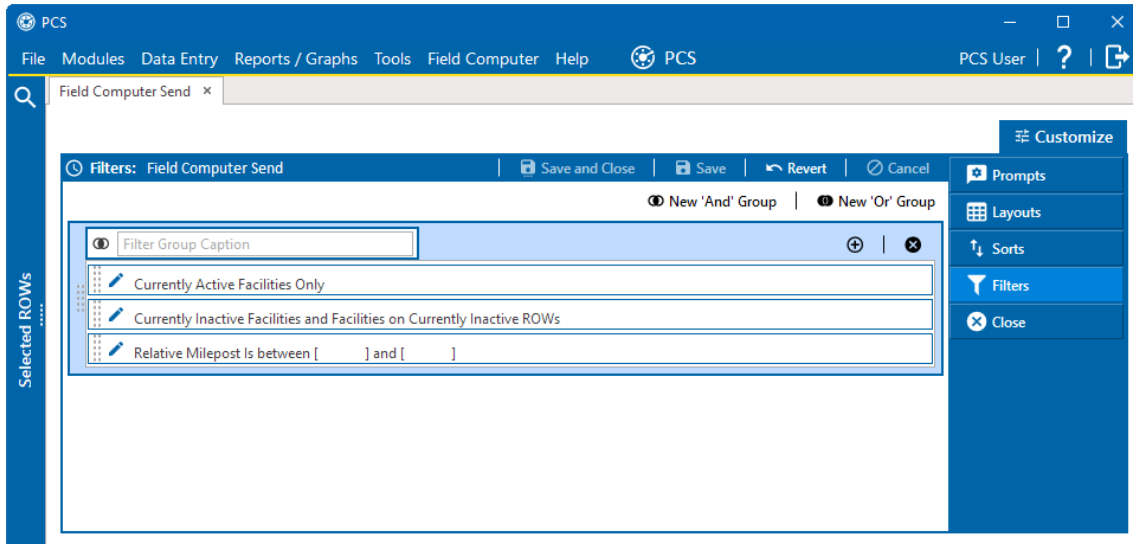 PCS
File Modules Data Entry Reports / Graphs Tools Field Computer Help PCS PCS User | ? |
Field Computer Send ×
Customize
Filters: Field Computer Send | Save and Close | Save | Revert | Cancel
New 'And' Group | New 'Or' Group
Filter Group Caption
Currently Active Facilities Only
Currently Inactive Facilities and Facilities on Currently Inactive ROWs
Relative Milepost Is between [ ] and [ ]
Prompts
Layouts
Sorts
Filters
Close
Selected ROWs